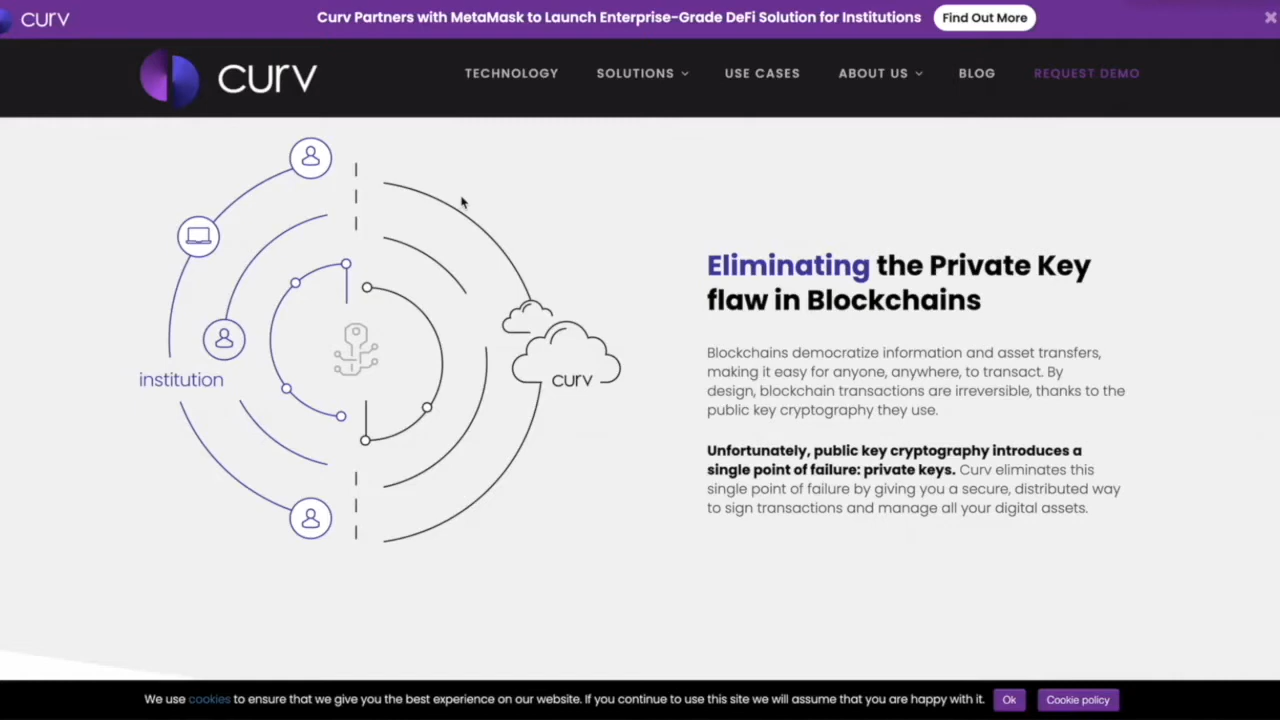 curv
Curv Partners with MetaMask to Launch Enterprise-Grade DeFi Solution for Institutions
Find Out More
curv
TECHNOLOGY
SOLUTIONS
USE CASES
ABOUT US
BLOG
REQUEST DEMO
institution
curv
Eliminating the Private Key
flaw in Blockchains
Blockchains democratize information and asset transfers,
making it easy for anyone, anywhere, to transact. By
design, blockchain transactions are irreversible, thanks to the
public key cryptography they use.
Unfortunately, public key cryptography introduces a
single point of failure: private keys. Curv eliminates this
single point of failure by giving you a secure, distributed way
to sign transactions and manage all your digital assets.
We use cookies to ensure that we give you the best experience on our website. If you continue to use this site we will assume that you are happy with it.
Ok
Cookie policy